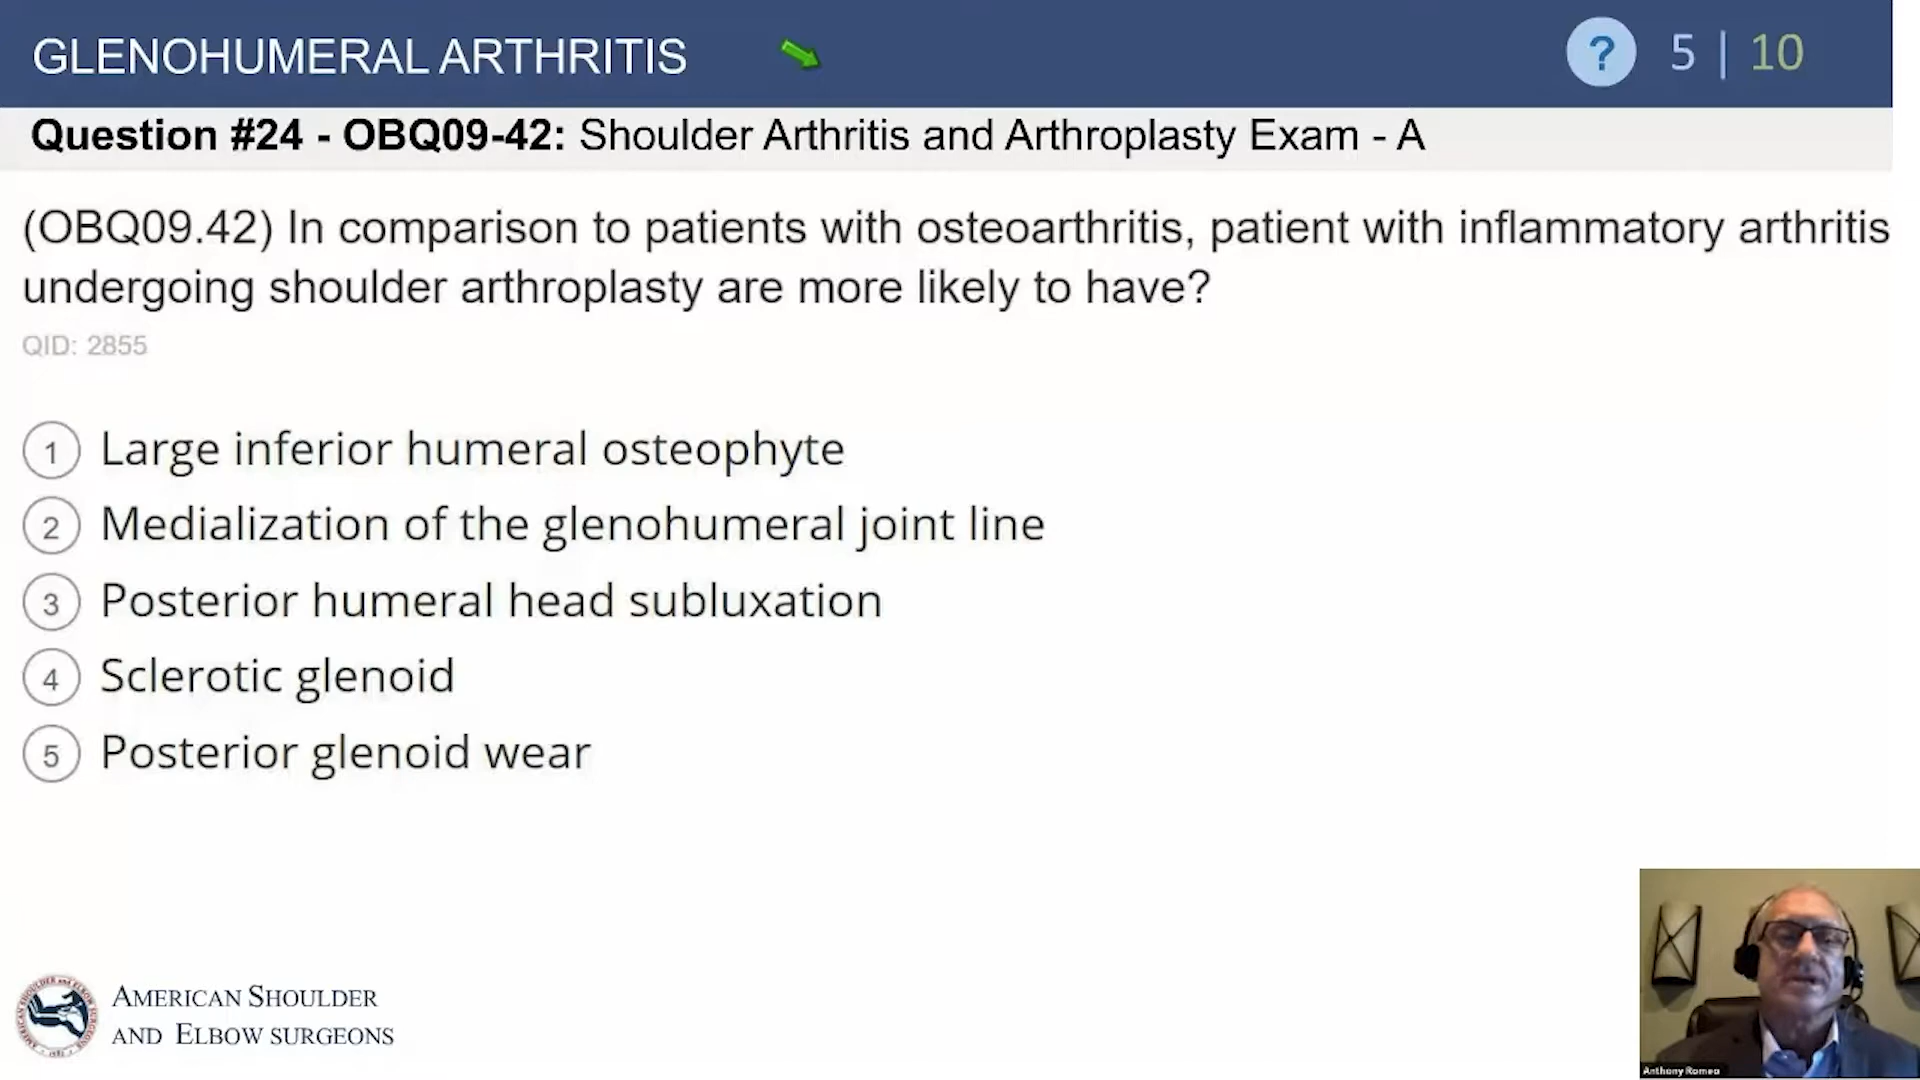 GLENOHUMERAL ARTHRITIS
? 5 | 10
Question #24 - OBQ09-42: Shoulder Arthritis and Arthroplasty Exam - A
(OBQ09.42) In comparison to patients with osteoarthritis, patient with inflammatory arthritis
undergoing shoulder arthroplasty are more likely to have?
QID: 2855
1 Large inferior humeral osteophyte
2 Medialization of the glenohumeral joint line
3 Posterior humeral head subluxation
4 Sclerotic glenoid
5 Posterior glenoid wear
AMERICAN SHOULDER
AND ELBOW SURGEONS
Anthony Romeo